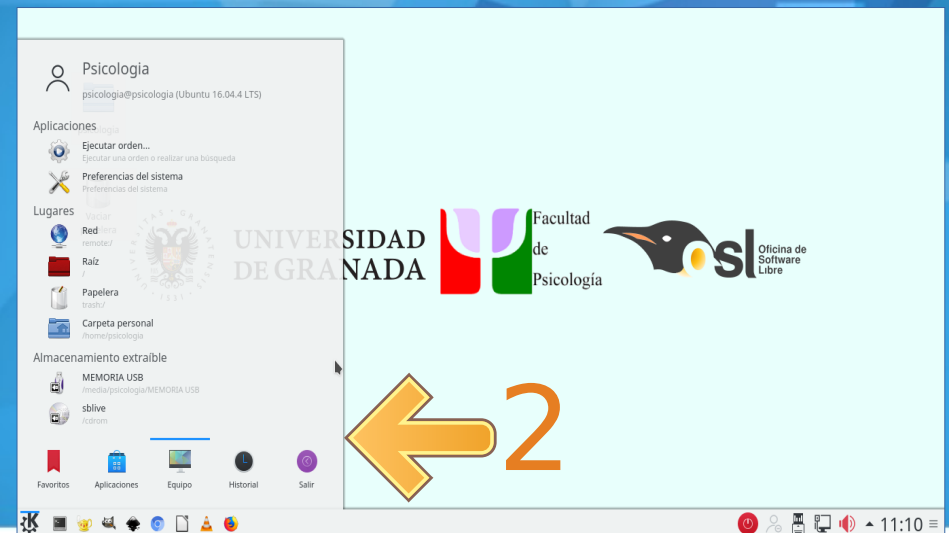 Psicologia
psicologia@psicologia (Ubuntu 16.04.4 LTS)
Aplicaciones
Ejecutar orden...
Ejecutar una orden o realizar una búsqueda
Preferencias del sistema
Preferencias del sistema
Lugares
Red
remote:/
Raíz
/
Papelera
trash:/
Carpeta personal
/home/psicologia
Almacenamiento extraíble
MEMORIA USB
/media/psicologia/MEMORIA USB
sblive
/cdrom
Favoritos
Aplicaciones
Equipo
Historial
Salir
UNIVERSIDAD
DE GRANADA
Facultad
de
Psicología
osl
Oficina de
Software
Libre
2
11:10